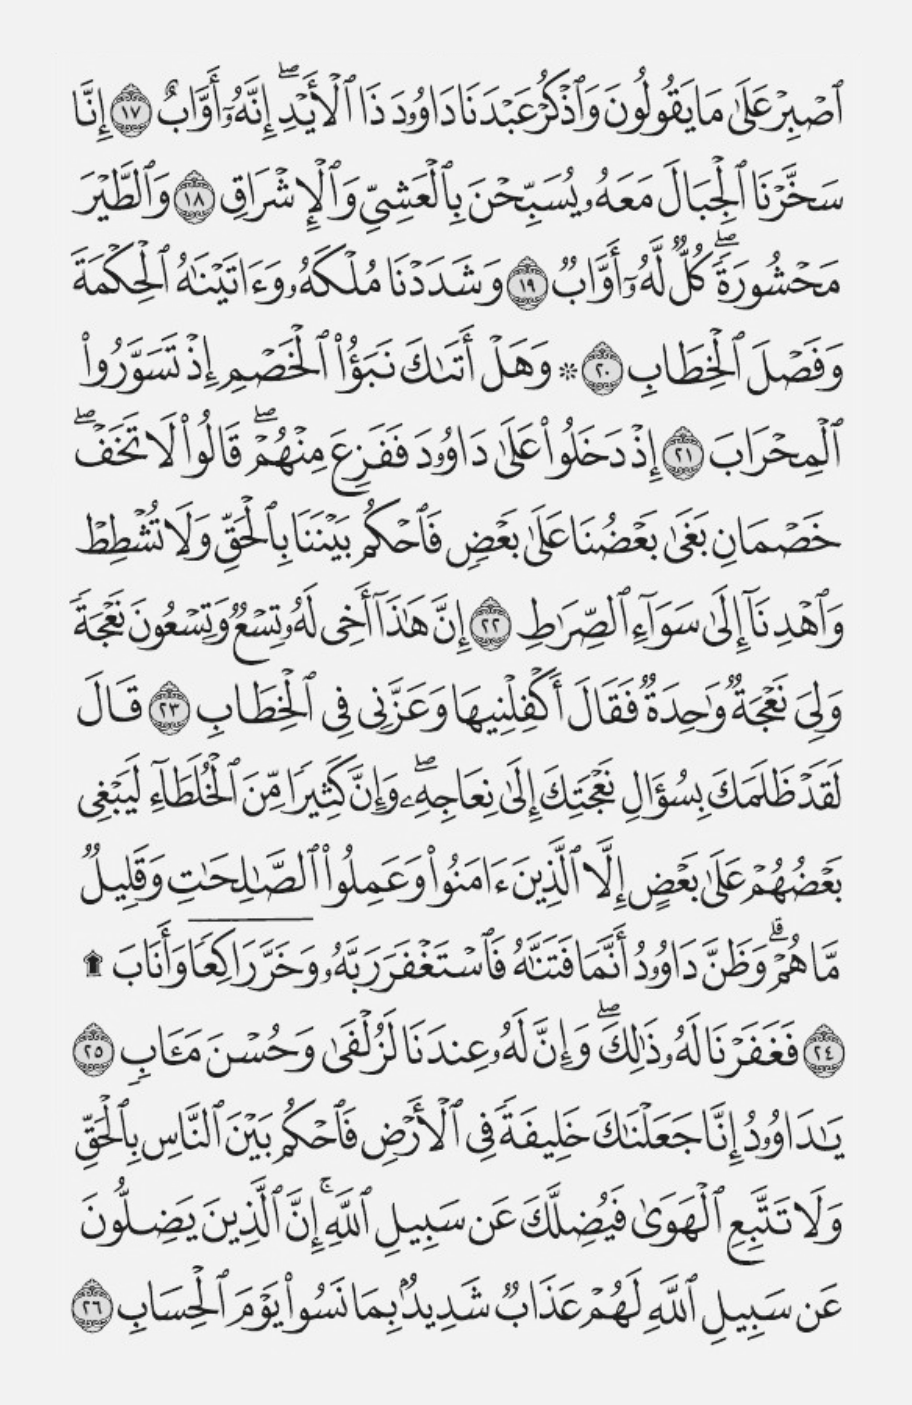 ٱصۡبِرۡ عَلَىٰ مَا يَقُولُونَ وَٱذۡكُرۡ عَبۡدَنَا دَاوُۥدَ ذَا ٱلۡأَيۡدِۖ إِنَّهُۥٓ أَوَّابٌ ١٧ إِنَّا
سَخَّرۡنَا ٱلۡجِبَالَ مَعَهُۥ يُسَبِّحۡنَ بِٱلۡعَشِيِّ وَٱلۡإِشۡرَاقِ ١٨ وَٱلطَّيۡرَ
مَحۡشُورَةٗۖ كُلّٞ لَّهُۥٓ أَوَّابٞ ١٩ وَشَدَدۡنَا مُلۡكَهُۥ وَءَاتَيۡنَٰهُ ٱلۡحِكۡمَةَ
وَفَصۡلَ ٱلۡخِطَابِ ٢٠ ۞ وَهَلۡ أَتَىٰكَ نَبَؤُاْ ٱلۡخَصۡمِ إِذۡ تَسَوَّرُواْ
ٱلۡمِحۡرَابَ ٢١ إِذۡ دَخَلُواْ عَلَىٰ دَاوُۥدَ فَفَزِعَ مِنۡهُمۡۖ قَالُواْ لَا تَخَفۡۖ
خَصۡمَانِ بَغَىٰ بَعۡضُنَا عَلَىٰ بَعۡضٖ فَٱحۡكُم بَيۡنَنَا بِٱلۡحَقِّ وَلَا تُشۡطِطۡ
وَٱهۡدِنَآ إِلَىٰ سَوَآءِ ٱلصِّرَٰطِ ٢٢ إِنَّ هَٰذَآ أَخِي لَهُۥ تِسۡعٞ وَتِسۡعُونَ نَعۡجَةٗ
وَلِيَ نَعۡجَةٞ وَٰحِدَةٞ فَقَالَ أَكۡفِلۡنِيهَا وَعَزَّنِي فِي ٱلۡخِطَابِ ٢٣ قَالَ
لَقَدۡ ظَلَمَكَ بِسُؤَالِ نَعۡجَتِكَ إِلَىٰ نِعَاجِهِۦۖ وَإِنَّ كَثِيرٗا مِّنَ ٱلۡخُلَطَآءِ لَيَبۡغِي
بَعۡضُهُمۡ عَلَىٰ بَعۡضٍ إِلَّا ٱلَّذِينَ ءَامَنُواْ وَعَمِلُواْ ٱلصَّٰلِحَٰتِ وَقَلِيلٞ
مَّا هُمۡۗ وَظَنَّ دَاوُۥدُ أَنَّمَا فَتَنَّٰهُ فَٱسۡتَغۡفَرَ رَبَّهُۥ وَخَرَّۤ رَاكِعٗاۤ وَأَنَابَ ۩
٢٤ فَغَفَرۡنَا لَهُۥ ذَٰلِكَۖ وَإِنَّ لَهُۥ عِندَنَا لَزُلۡفَىٰ وَحُسۡنَ مَـَٔابٖ ٢٥
يَٰدَاوُۥدُ إِنَّا جَعَلۡنَٰكَ خَلِيفَةٗ فِي ٱلۡأَرۡضِ فَٱحۡكُم بَيۡنَ ٱلنَّاسِ بِٱلۡحَقِّ
وَلَا تَتَّبِعِ ٱلۡهَوَىٰ فَيُضِلَّكَ عَن سَبِيلِ ٱللَّهِۚ إِنَّ ٱلَّذِينَ يَضِلُّونَ
عَن سَبِيلِ ٱللَّهِ لَهُمۡ عَذَابٞ شَدِيدُۢ بِمَا نَسُواْ يَوۡمَ ٱلۡحِسَابِ ٢٦